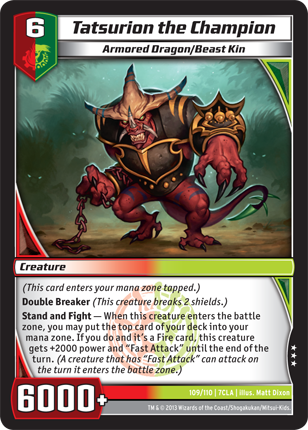 6
Tatsurion the Champion
Armored Dragon/Beast Kin
Creature
(This card enters your mana zone tapped.)
Double Breaker (This creature breaks 2 shields.)
Stand and Fight — When this creature enters the battle
zone, you may put the top card of your deck into your
mana zone. If you do and it's a Fire card, this creature
gets +2000 power and "Fast Attack" until the end of the
turn. (A creature that has "Fast Attack" can attack on
the turn it enters the battle zone.)
109/110 | 7CLA | Illus. Matt Dixon
6000+
TM & © 2013 Wizards of the Coast/Shogakukan/Mitsui-Kids.